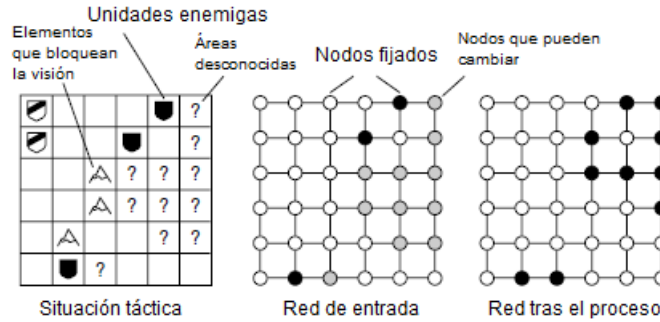 Unidades enemigas
Elementos
que bloquean
la visión
Áreas
desconocidas
Nodos fijados
Nodos que pueden
cambiar
?
?
? ? ?
? ? ?
? ?
?
Situación táctica
Red de entrada
Red tras el proceso